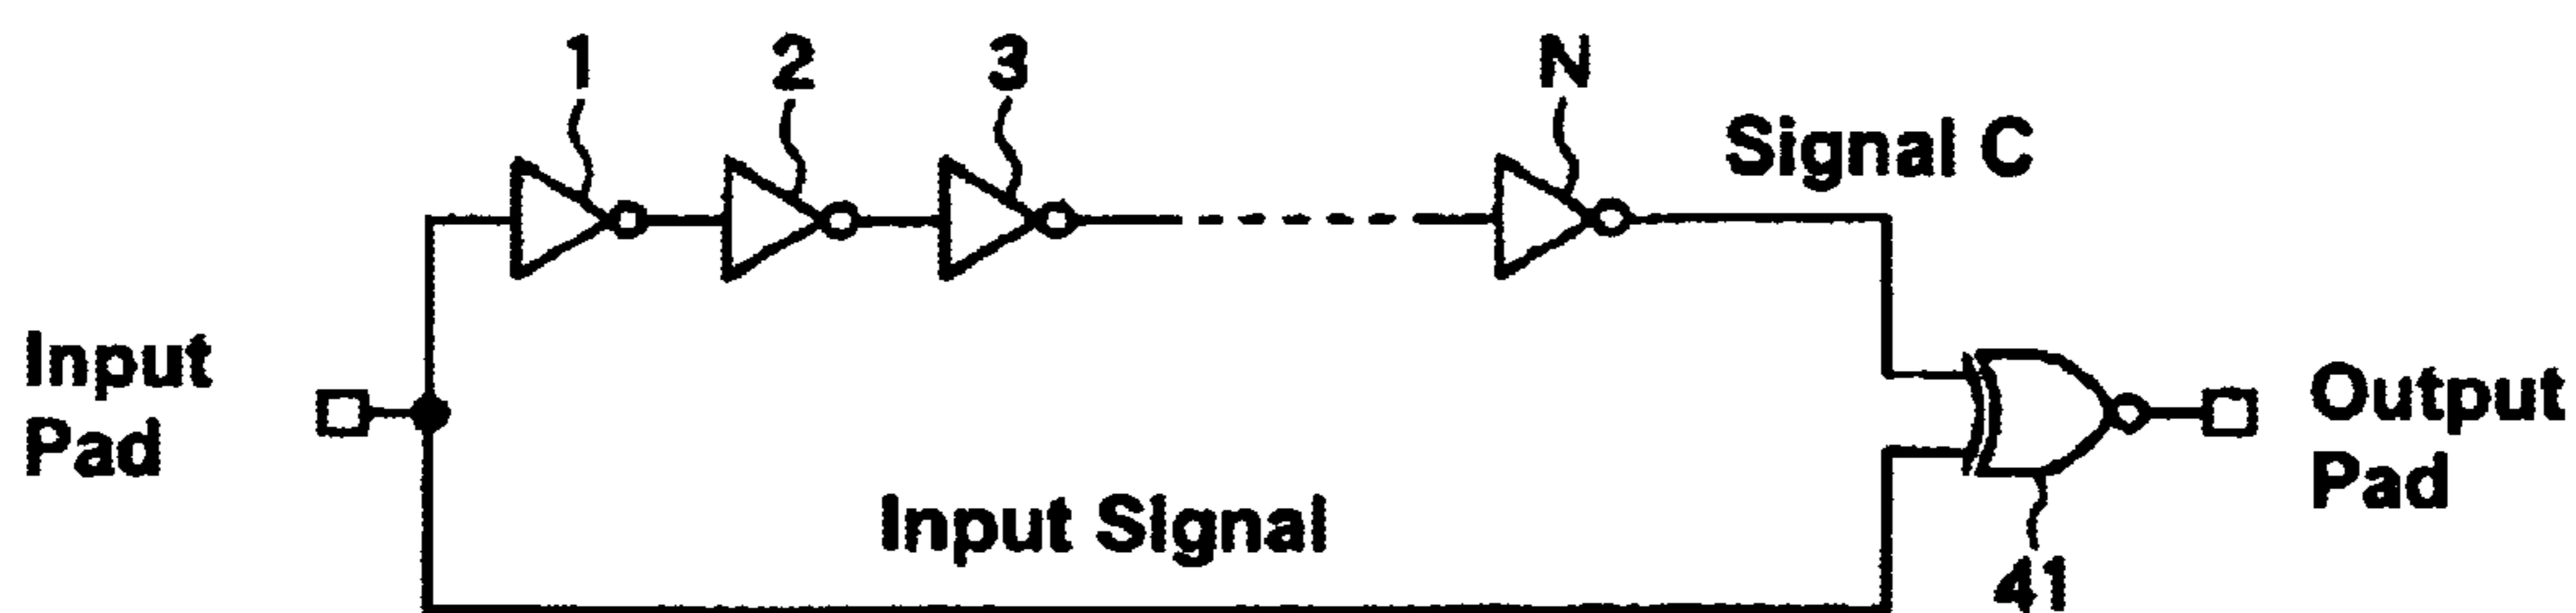 1
2
3
N
Signal C
Input
Pad
Output
Pad
Input Signal
41